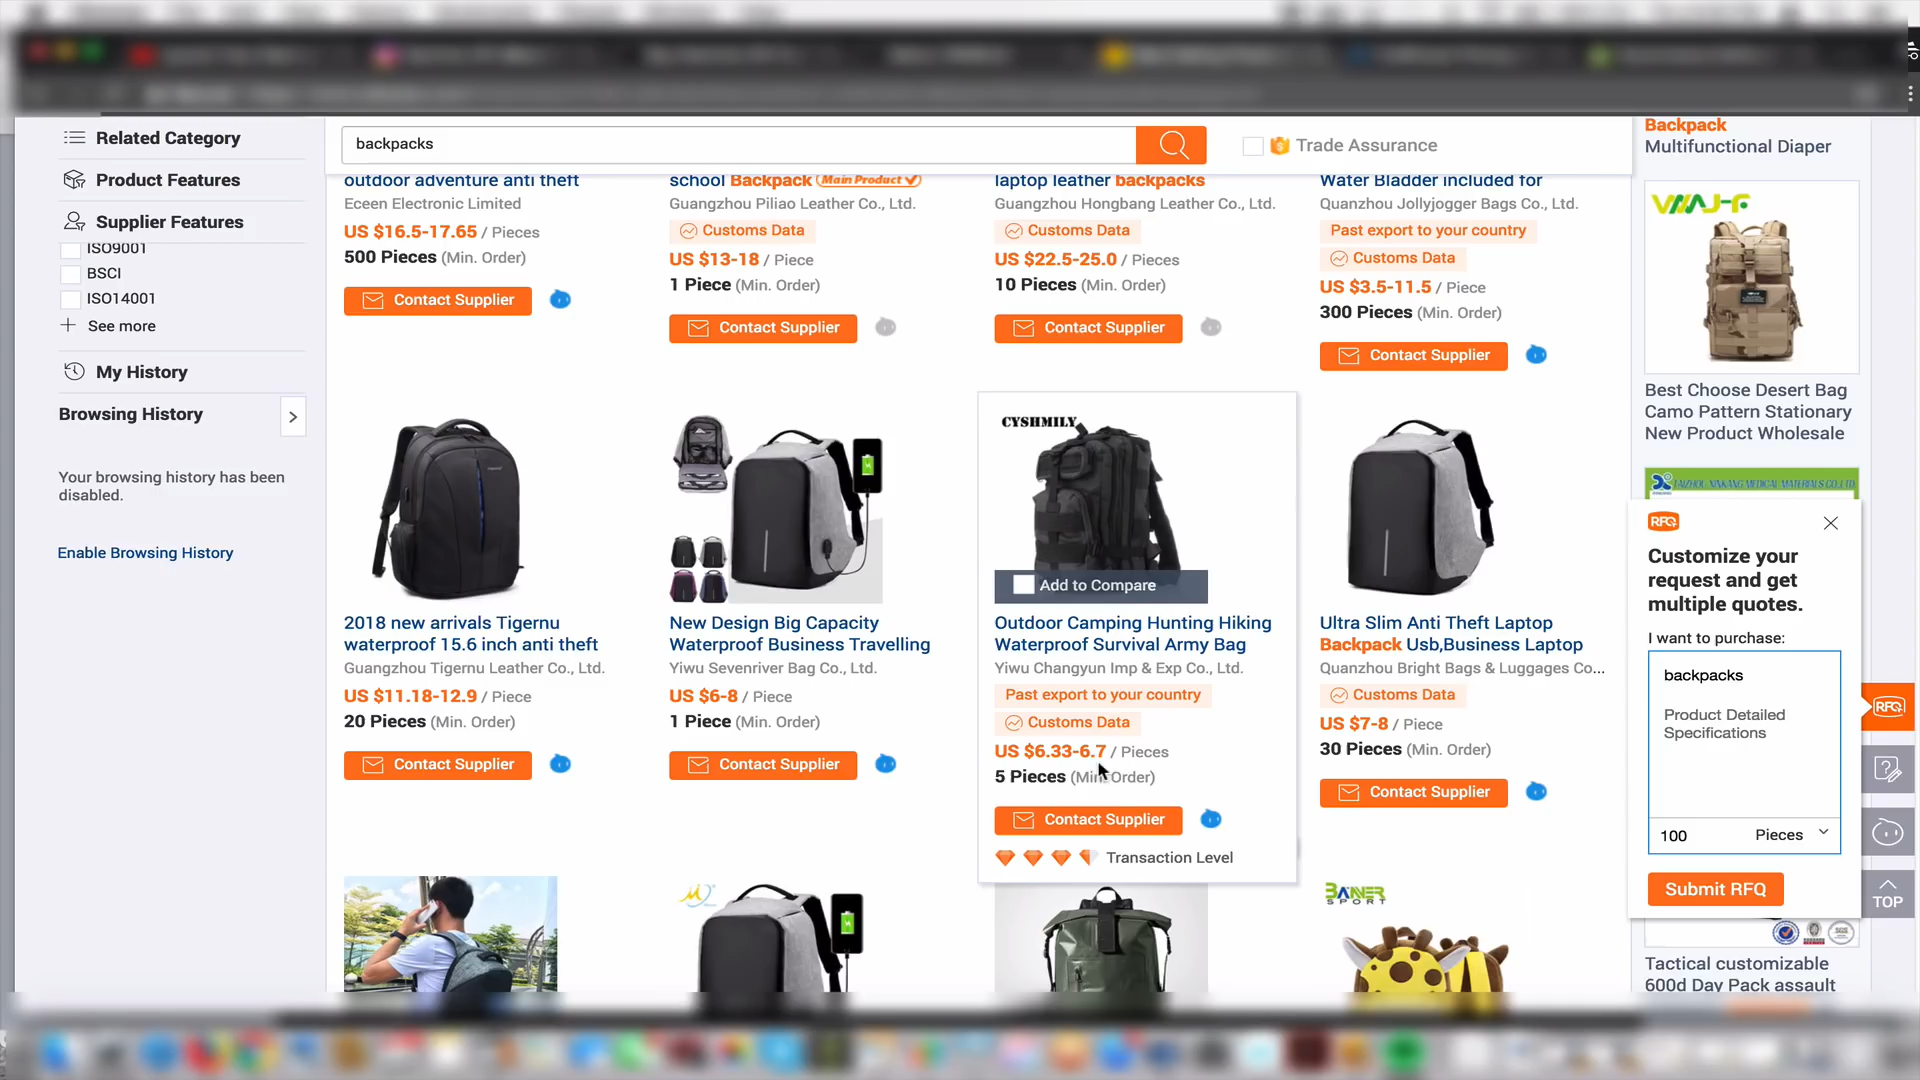 Related Category
Product Features
Supplier Features
ISO9001
BSCI
ISO14001
See more
My History
Browsing History
Your browsing history has been
disabled.
Enable Browsing History
backpacks
Trade Assurance
outdoor adventure anti theft
Eceen Electronic Limited
US $16.5-17.65 / Pieces
500 Pieces (Min. Order)
Contact Supplier
school Backpack Main Product
Guangzhou Piliao Leather Co., Ltd.
Customs Data
US $13-18 / Piece
1 Piece (Min. Order)
Contact Supplier
laptop leather backpacks
Guangzhou Hongbang Leather Co., Ltd.
Customs Data
US $22.5-25.0 / Pieces
10 Pieces (Min. Order)
Contact Supplier
Water Bladder included for
Quanzhou Jollyjogger Bags Co., Ltd.
Past export to your country
Customs Data
US $3.5-11.5 / Piece
300 Pieces (Min. Order)
Contact Supplier
2018 new arrivals Tigernu
waterproof 15.6 inch anti theft
Guangzhou Tigernu Leather Co., Ltd.
US $11.18-12.9 / Piece
20 Pieces (Min. Order)
Contact Supplier
New Design Big Capacity
Waterproof Business Travelling
Yiwu Sevenriver Bag Co., Ltd.
US $6-8 / Piece
1 Piece (Min. Order)
Contact Supplier
CYSHMILY
Add to Compare
Outdoor Camping Hunting Hiking
Waterproof Survival Army Bag
Yiwu Changyun Imp & Exp Co., Ltd.
Past export to your country
Customs Data
US $6.33-6.7 / Pieces
5 Pieces (Min. Order)
Contact Supplier
Transaction Level
Ultra Slim Anti Theft Laptop
Backpack Usb,Business Laptop
Quanzhou Bright Bags & Luggages Co...
Customs Data
US $7-8 / Piece
30 Pieces (Min. Order)
Contact Supplier
BANNER
SPORT
Backpack
Multifunctional Diaper
Best Choose Desert Bag
Camo Pattern Stationary
New Product Wholesale
TAIZHOU NINKANG MEDICAL MATERIALS CO.,LTD
RFQ
Customize your
request and get
multiple quotes.
I want to purchase:
backpacks
Product Detailed
Specifications
100 Pieces
Submit RFQ
RFQ
TOP
SGS
Tactical customizable
600d Day Pack assault